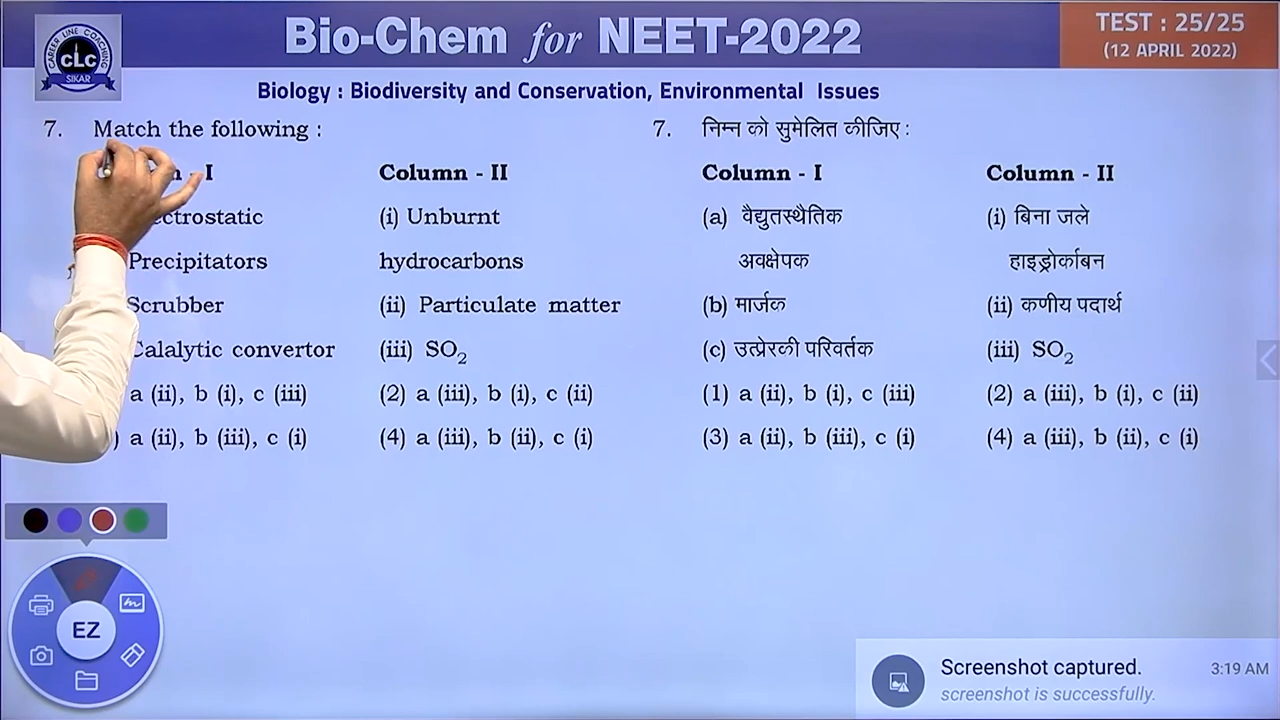 CAREER LINE COACHING
CLC
SIKAR
Bio-Chem for NEET-2022
TEST : 25/25
(12 APRIL 2022)
Biology : Biodiversity and Conservation, Environmental Issues
7. Match the following :
- I Column - II
(i) Unburnt
Precipitators hydrocarbons
Scrubber (ii) Particulate matter
Calalytic convertor (iii) SO2
a (ii), b (i), c (iii) (2) a (iii), b (i), c (ii)
) a (ii), b (iii), c (i) (4) a (iii), b (ii), c (i)
7. निम्न को सुमेलित कीजिए :
Column - I Column - II
(a) वैद्युतस्थैतिक (i) बिना जले
अवक्षेपक हाइड्रोर्काबन
(b) मार्जक (ii) कणीय पदार्थ
(c) उत्प्रेरकी परिवर्तक (iii) SO2
(1) a (ii), b (i), c (iii) (2) a (iii), b (i), c (ii)
(3) a (ii), b (iii), c (i) (4) a (iii), b (ii), c (i)
EZ
Screenshot captured. 3:19 AM
screenshot is successfully.